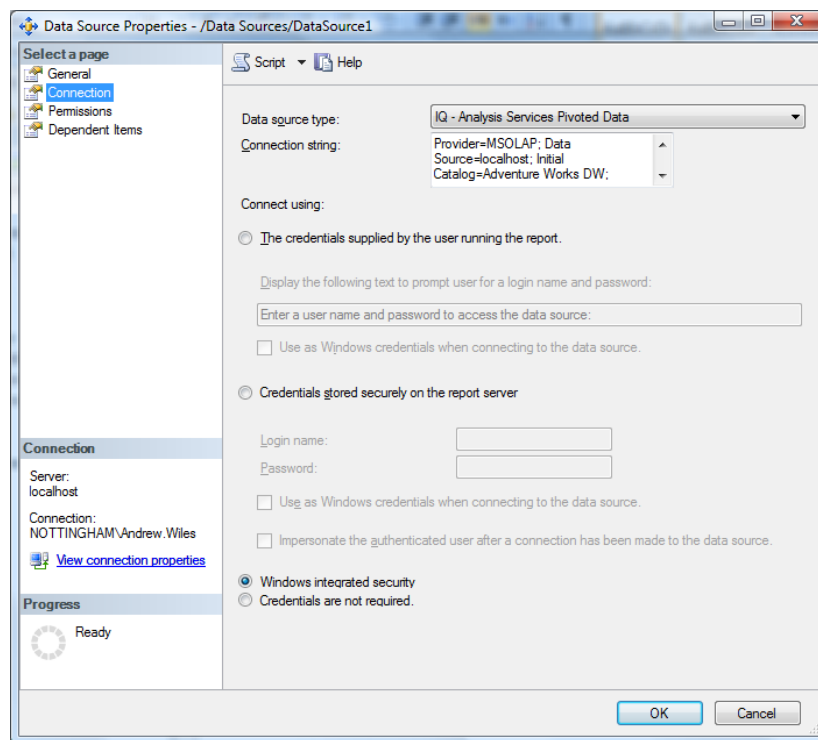 Data Source Properties - /Data Sources/DataSource1
Select a page
General
Connection
Permissions
Dependent Items
Script
Help
Data source type:
IQ - Analysis Services Pivoted Data
Connection string:
Provider=MSOLAP; Data
Source=localhost; Initial
Catalog=Adventure Works DW;
Connect using:
The credentials supplied by the user running the report.
Display the following text to prompt user for a login name and password:
Enter a user name and password to access the data source:
Use as Windows credentials when connecting to the data source.
Credentials stored securely on the report server
Login name:
Password:
Use as Windows credentials when connecting to the data source.
Impersonate the authenticated user after a connection has been made to the data source.
Windows integrated security
Credentials are not required.
Connection
Server:
localhost
Connection:
NOTTINGHAM\Andrew.Wiles
View connection properties
Progress
Ready
OK
Cancel